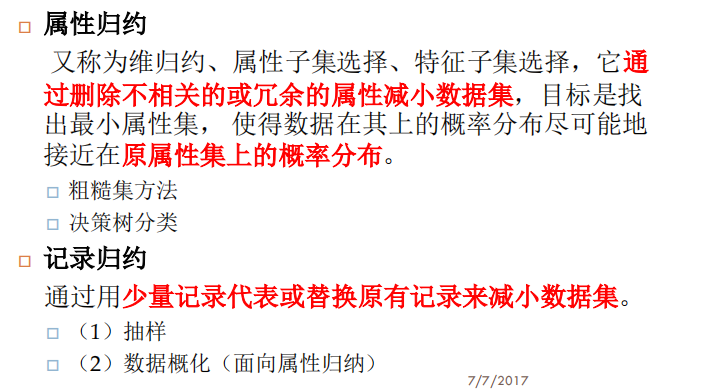 属性归约
又称为维归约、属性子集选择、特征子集选择，它通
过删除不相关的或冗余的属性减小数据集，目标是找
出最小属性集， 使得数据在其上的概率分布尽可能地
接近在原属性集上的概率分布。
粗糙集方法
决策树分类
记录归约
通过用少量记录代表或替换原有记录来减小数据集。
（1）抽样
（2）数据概化（面向属性归纳）
7/7/2017